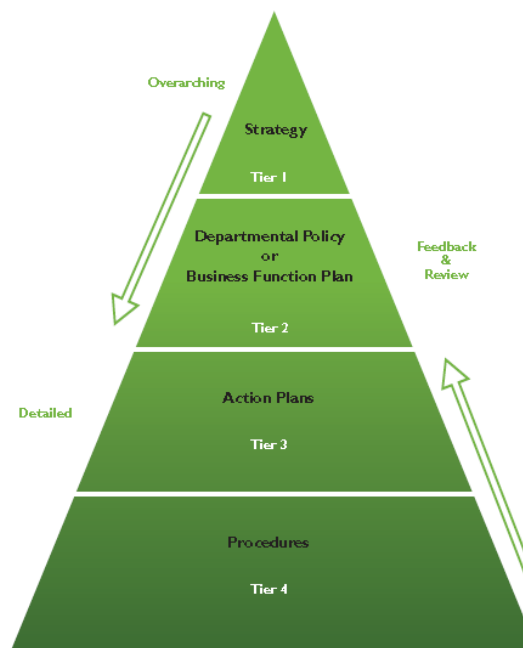 Overarching
Strategy
Tier 1
Departmental Policy
or
Business Function Plan
Tier 2
Feedback
&
Review
Detailed
Action Plans
Tier 3
Procedures
Tier 4